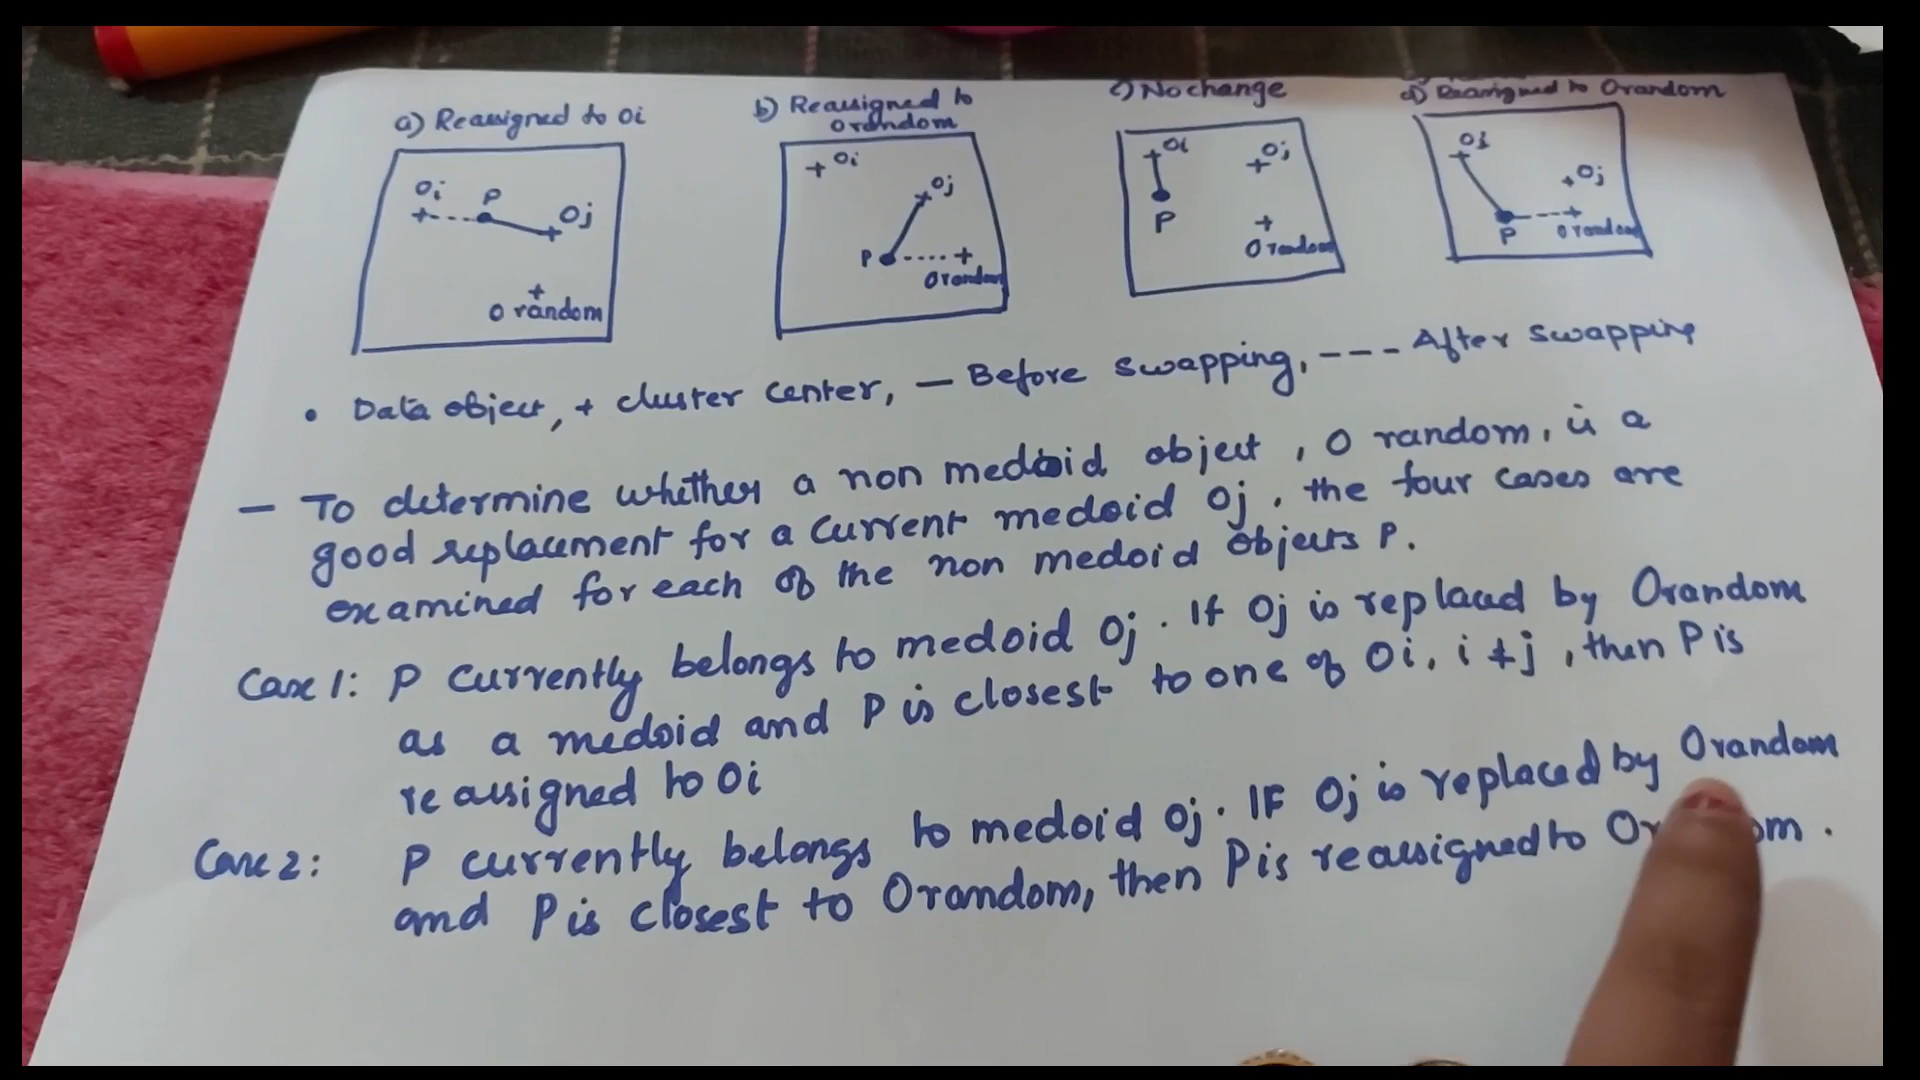 a) Reassigned to Oi
b) Reassigned to
Orandom
c) No change
d) Reassigned to Orandom
Oi
P
Oj
O random
Oi
Oj
P
O random
Oi
Oj
P
O random
Oj
P
O random
• Data object, + cluster center, — Before swapping, --- After swapping
— To determine whether a non medoid object, O random, is a
good replacement for a current medoid Oj, the four cases are
examined for each of the non medoid objects P.
Case 1: P currently belongs to medoid Oj. If Oj is replaced by Orandom
as a medoid and P is closest to one of Oi, i ≠ j, then P is
reassigned to Oi
Case 2: P currently belongs to medoid Oj. IF Oj is replaced by Orandom
and P is closest to Orandom, then P is reassigned to